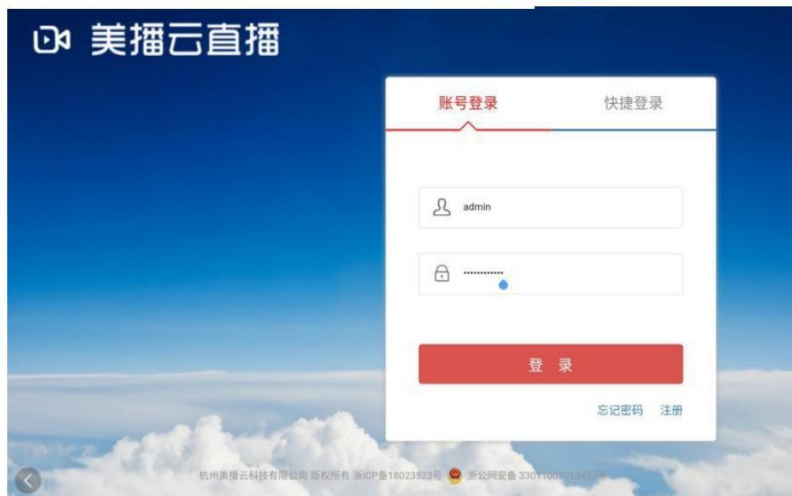 美播云直播
账号登录 快捷登录
admin
••••••••••••
登 录
忘记密码 注册
杭州美播云科技有限公司 版权所有 浙ICP备18023523号 浙公网安备